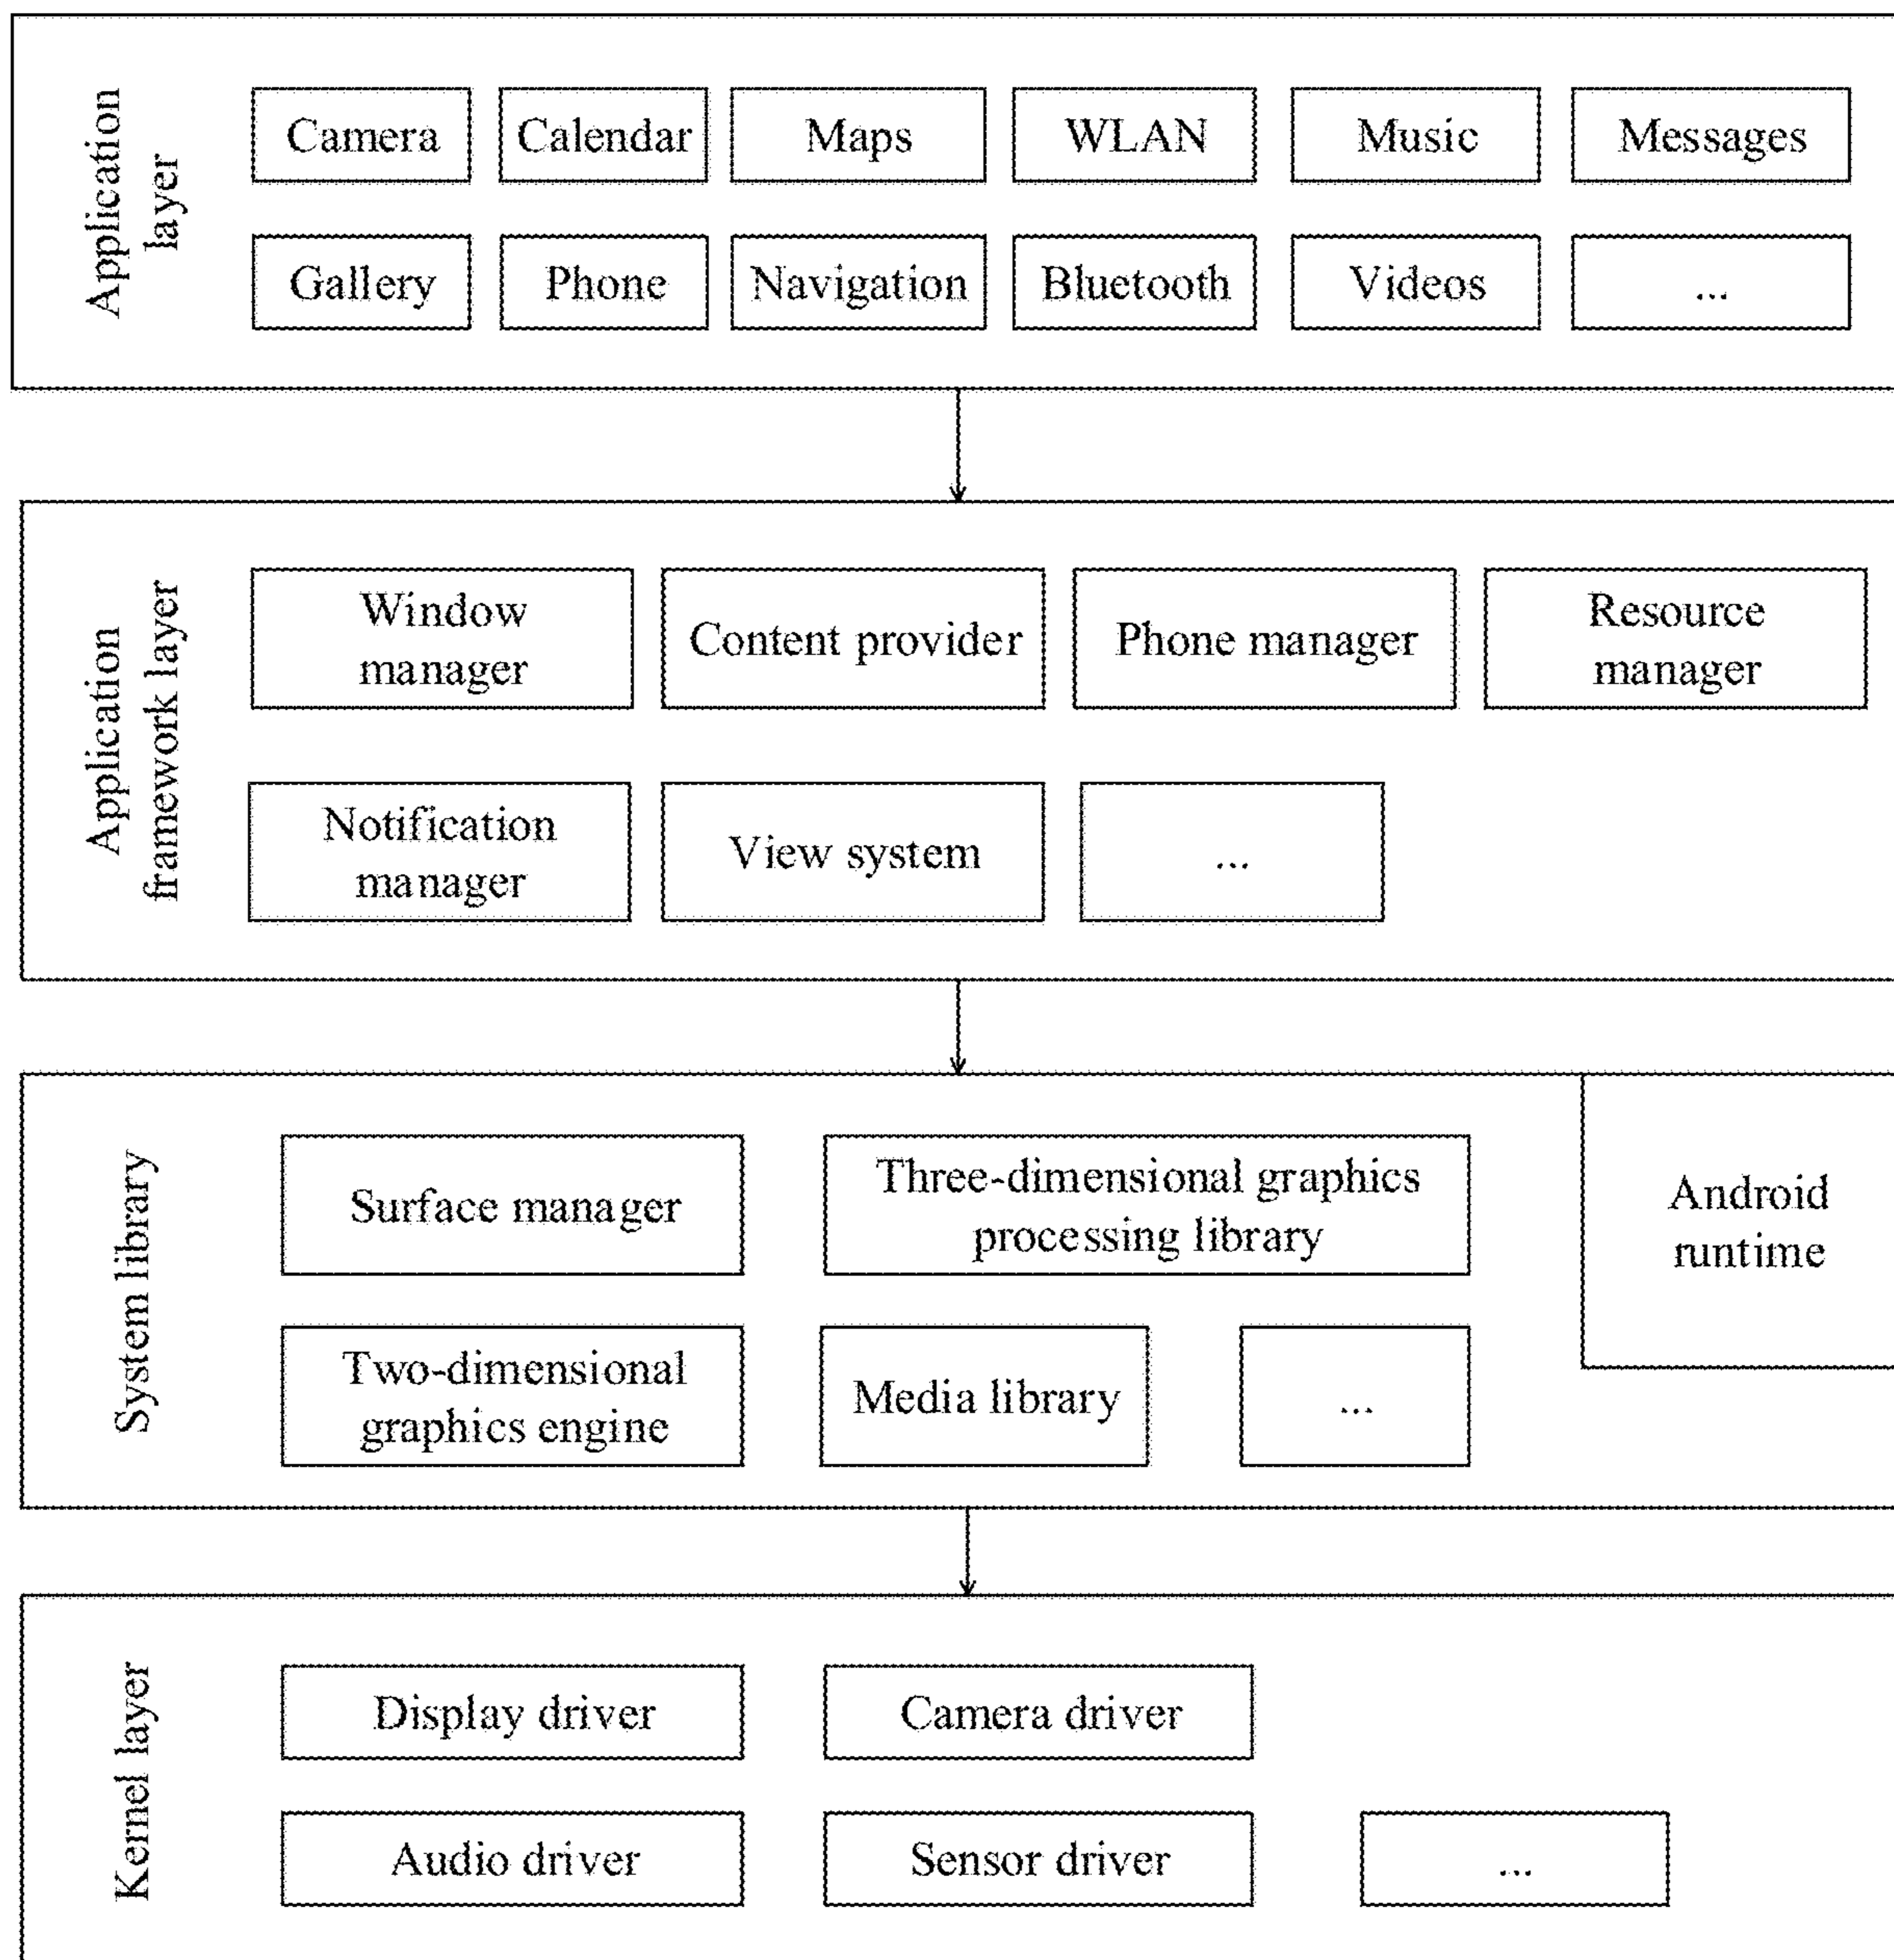 Application
layer
Camera
Calendar
Maps
WLAN
Music
Messages
Gallery
Phone
Navigation
Bluetooth
Videos
...
Application
framework layer
Window
manager
Content provider
Phone manager
Resource
manager
Notification
manager
View system
...
System library
Surface manager
Three-dimensional graphics
processing library
Android
runtime
Two-dimensional
graphics engine
Media library
...
Kernel layer
Display driver
Camera driver
Audio driver
Sensor driver
...